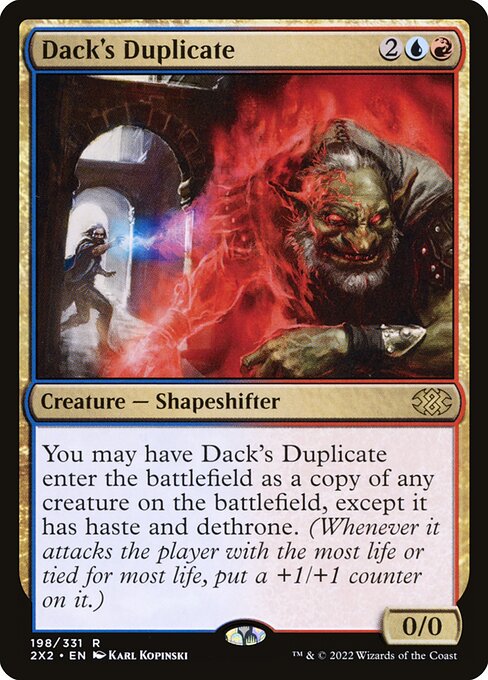 Dack's Duplicate 2
Creature — Shapeshifter
You may have Dack's Duplicate
enter the battlefield as a copy of any
creature on the battlefield, except it
has haste and dethrone. (Whenever it
attacks the player with the most life or
tied for most life, put a +1/+1 counter
on it.)
0/0
198/331 R
2X2 • EN Karl Kopinski ™ & © 2022 Wizards of the Coast